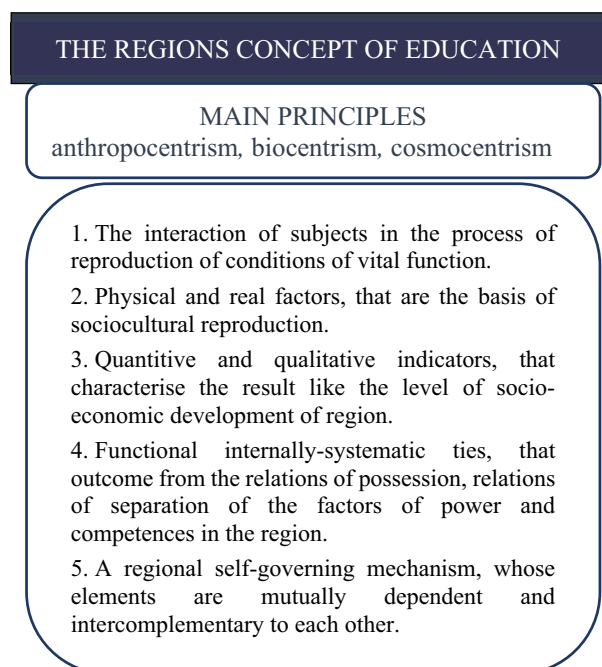 THE REGIONS CONCEPT OF EDUCATION
MAIN PRINCIPLES
anthropocentrism, biocentrism, cosmocentrism
1. The interaction of subjects in the process of
reproduction of conditions of vital function.
2. Physical and real factors, that are the basis of
sociocultural reproduction.
3. Quantitive and qualitative indicators, that
characterise the result like the level of socio-
economic development of region.
4. Functional internally-systematic ties, that
outcome from the relations of possession, relations
of separation of the factors of power and
competences in the region.
5. A regional self-governing mechanism, whose
elements are mutually dependent and
intercomplementary to each other.